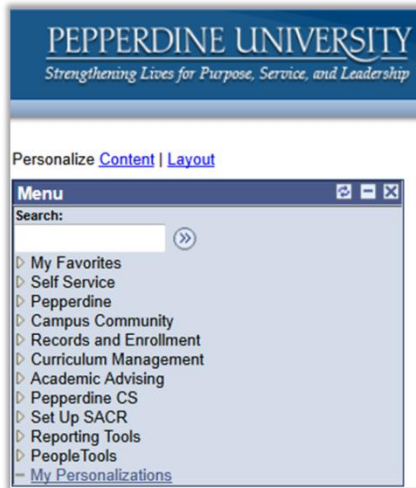 PEPPERDINE UNIVERSITY
Strengthening Lives for Purpose, Service, and Leadership
Personalize Content | Layout
Menu
Search:
My Favorites
Self Service
Pepperdine
Campus Community
Records and Enrollment
Curriculum Management
Academic Advising
Pepperdine CS
Set Up SACR
Reporting Tools
PeopleTools
My Personalizations